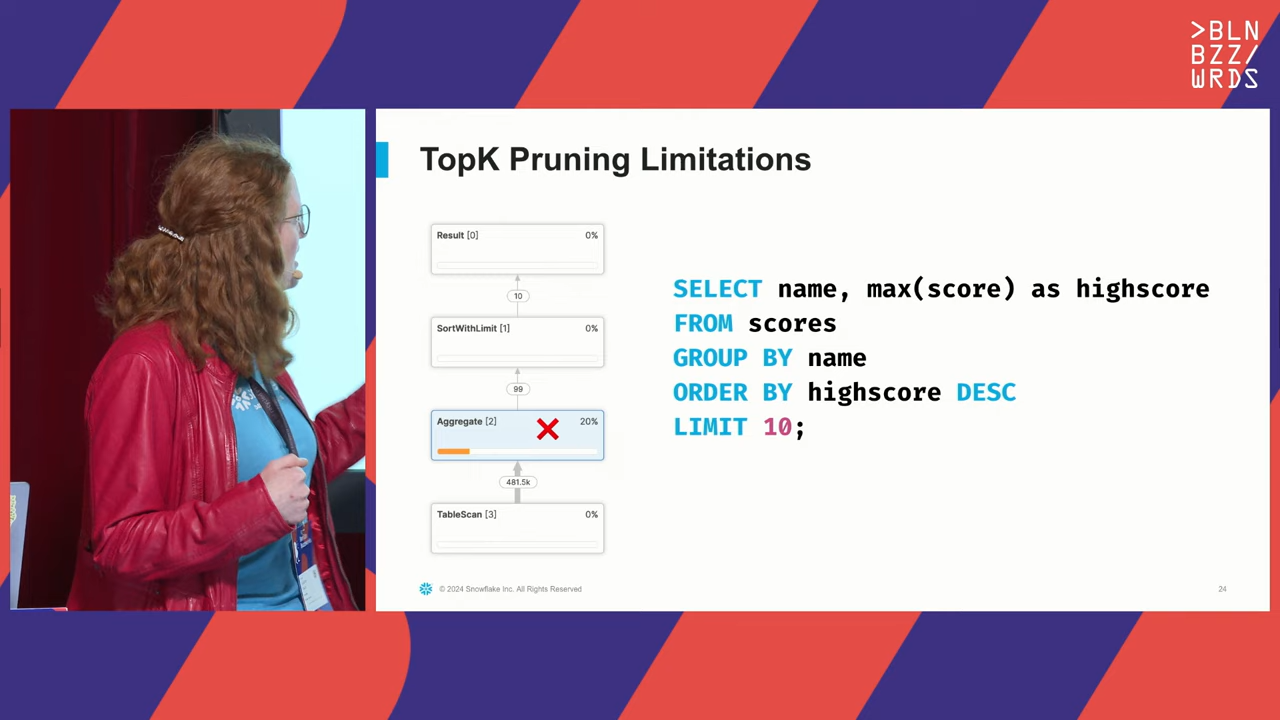 >BLN
BZZ/
WRDS
TopK Pruning Limitations
Result [0] 0%
10
SortWithLimit [1] 0%
99
Aggregate [2] 20%
481.5k
TableScan [3] 0%
SELECT name, max(score) as highscore
FROM scores
GROUP BY name
ORDER BY highscore DESC
LIMIT 10;
© 2024 Snowflake Inc. All Rights Reserved
24